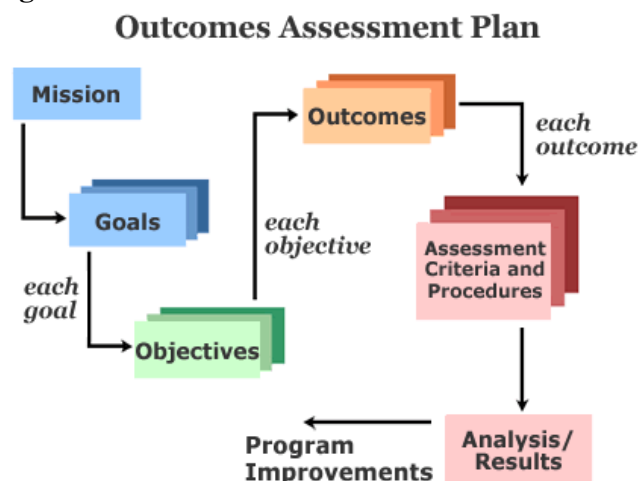 Outcomes Assessment Plan
Mission
Goals
each
goal
Objectives
each
objective
Outcomes
each
outcome
Assessment
Criteria and
Procedures
Analysis/
Results
Program
Improvements